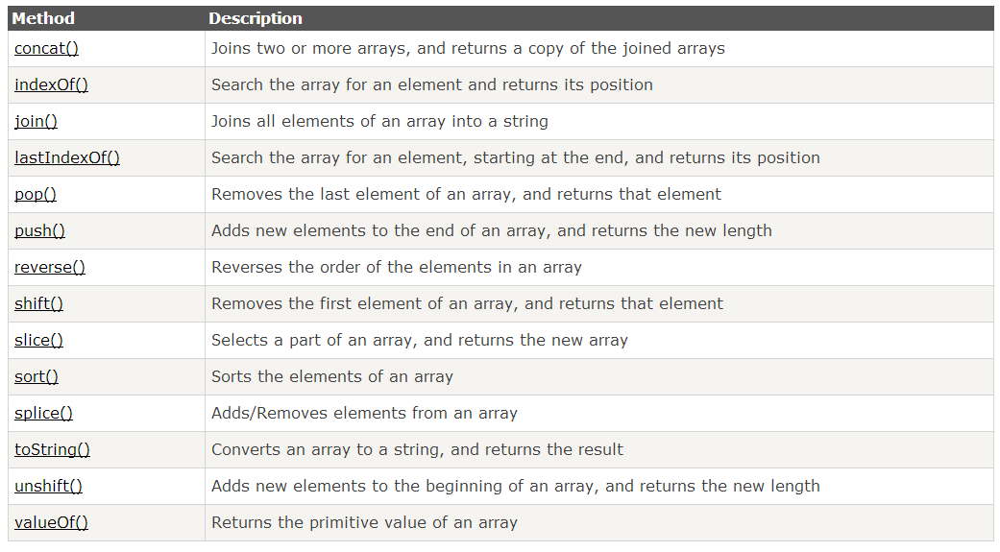 Method Description
concat() Joins two or more arrays, and returns a copy of the joined arrays
indexOf() Search the array for an element and returns its position
join() Joins all elements of an array into a string
lastIndexOf() Search the array for an element, starting at the end, and returns its position
pop() Removes the last element of an array, and returns that element
push() Adds new elements to the end of an array, and returns the new length
reverse() Reverses the order of the elements in an array
shift() Removes the first element of an array, and returns that element
slice() Selects a part of an array, and returns the new array
sort() Sorts the elements of an array
splice() Adds/Removes elements from an array
toString() Converts an array to a string, and returns the result
unshift() Adds new elements to the beginning of an array, and returns the new length
valueOf() Returns the primitive value of an array